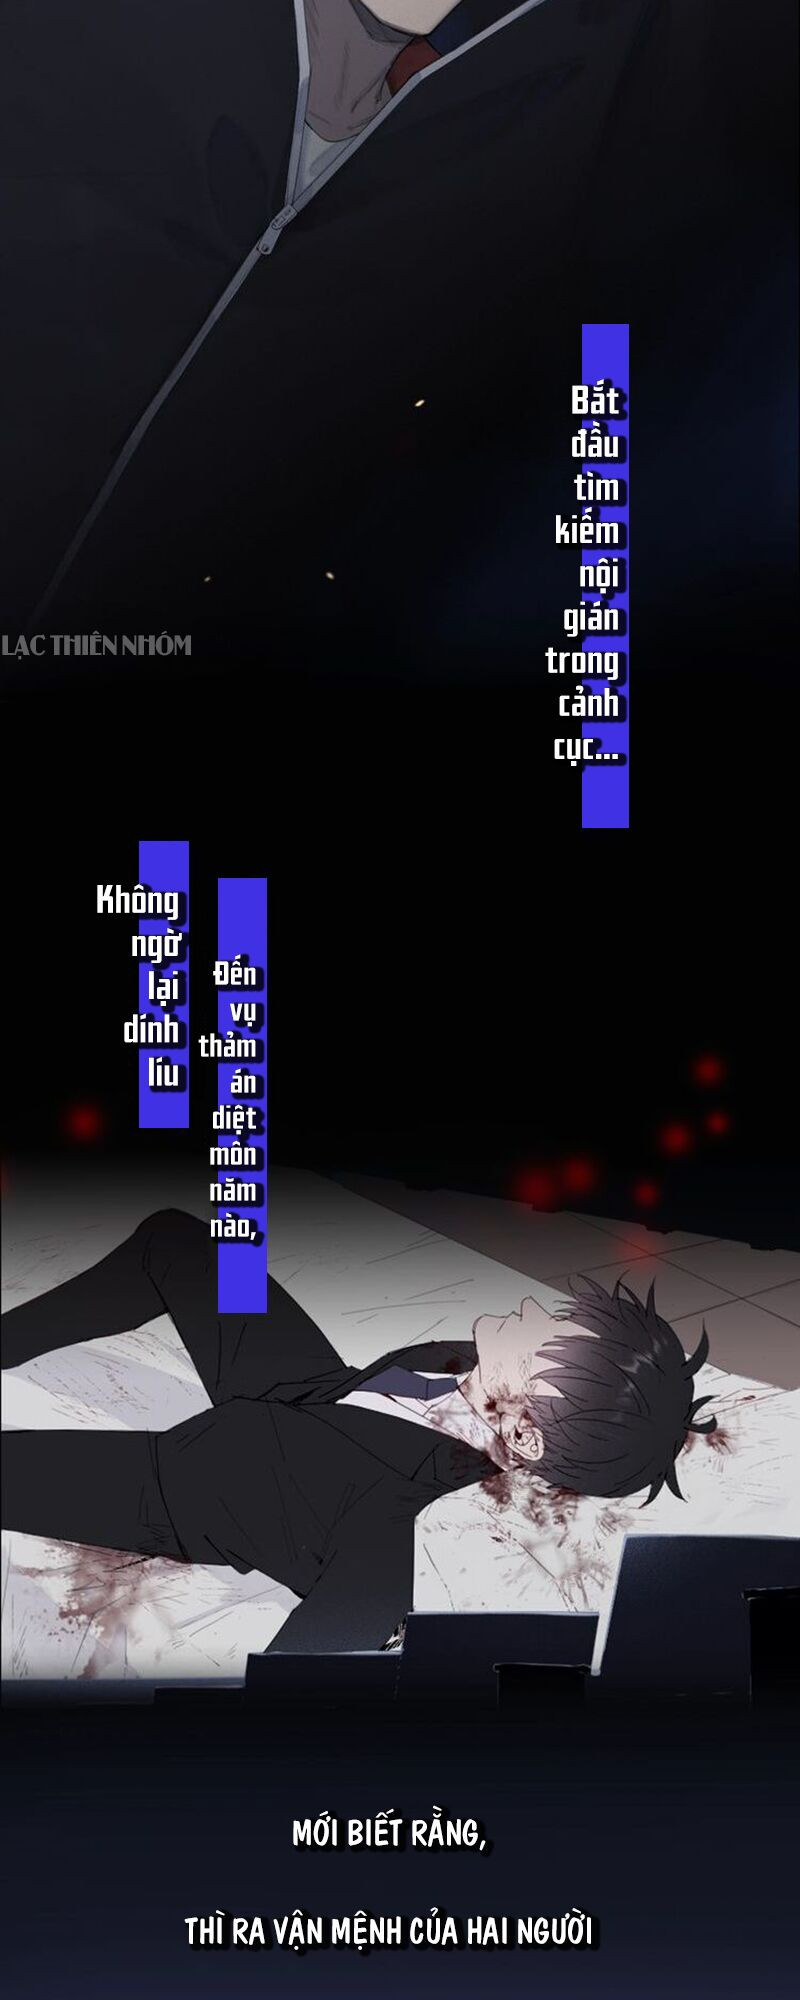 Bắt
đầu
tìm
kiếm
nội
gián
trong
cảnh
cục...
LẠC THIÊN NHÓM
Không
ngờ
lại
dính
líu
Đến
vụ
thảm
án
diệt
môn
năm
nào,
MỚI BIẾT RẰNG,
THÌ RA VẬN MỆNH CỦA HAI NGƯỜI